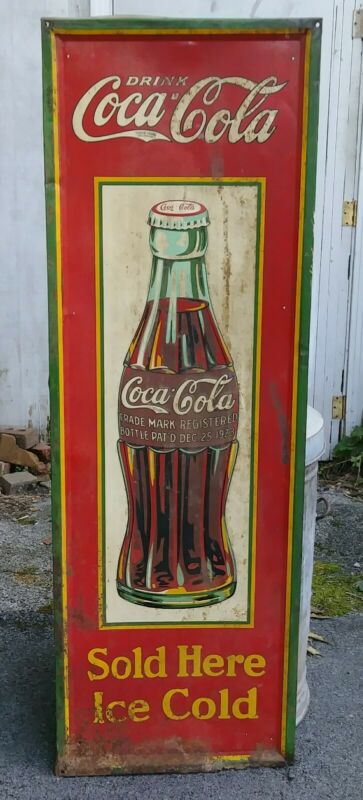 DRINK
Coca-Cola
Coca-Cola
Coca-Cola
TRADE MARK REGISTERED
BOTTLE PAT'D DEC. 25, 1923
Sold Here
Ice Cold